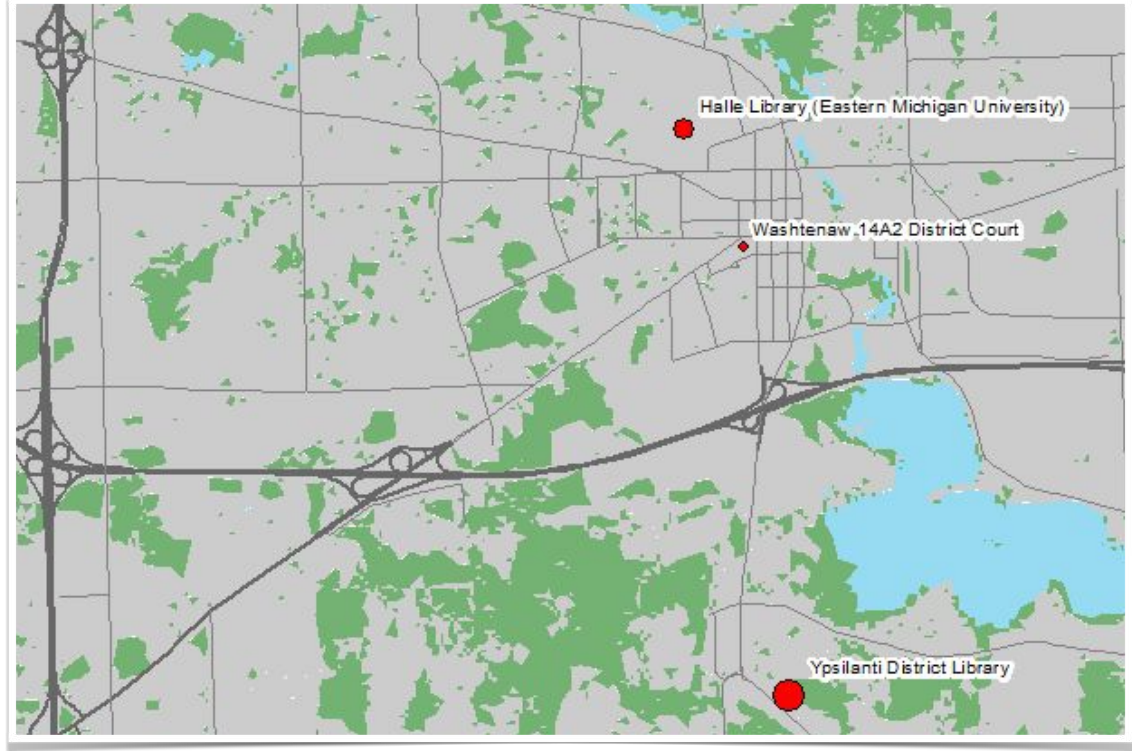 Halle Library (Eastern Michigan University)
Washtenaw 14A2 District Court
Ypsilanti District Library